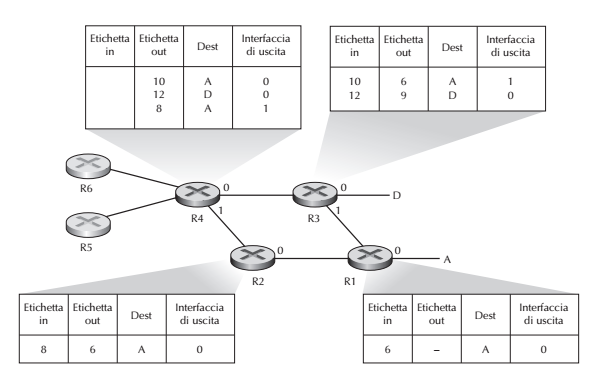 Etichetta in Etichetta out Dest Interfaccia di uscita
10 A 0
12 D 0
8 A 1
Etichetta in Etichetta out Dest Interfaccia di uscita
10 6 A 1
12 9 D 0
R6
R5
R4
0
1
R3
0
1
D
R2
0
R1
0
A
Etichetta in Etichetta out Dest Interfaccia di uscita
8 6 A 0
Etichetta in Etichetta out Dest Interfaccia di uscita
6 – A 0